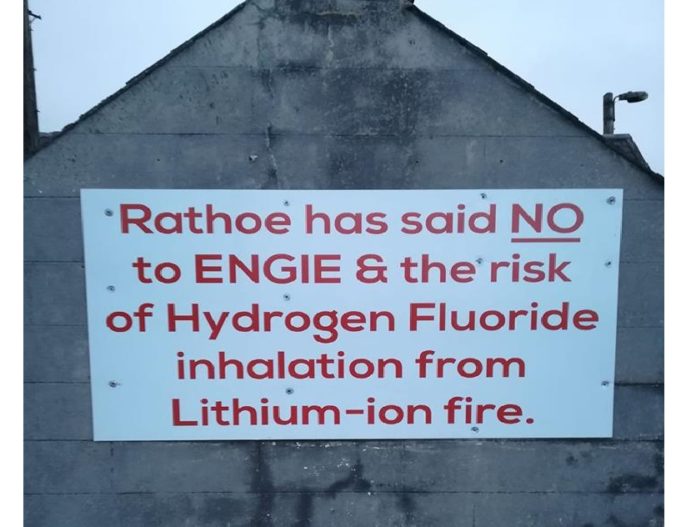 Rathoe has said NO
to ENGIE & the risk
of Hydrogen Fluoride
inhalation from
Lithium-ion fire.